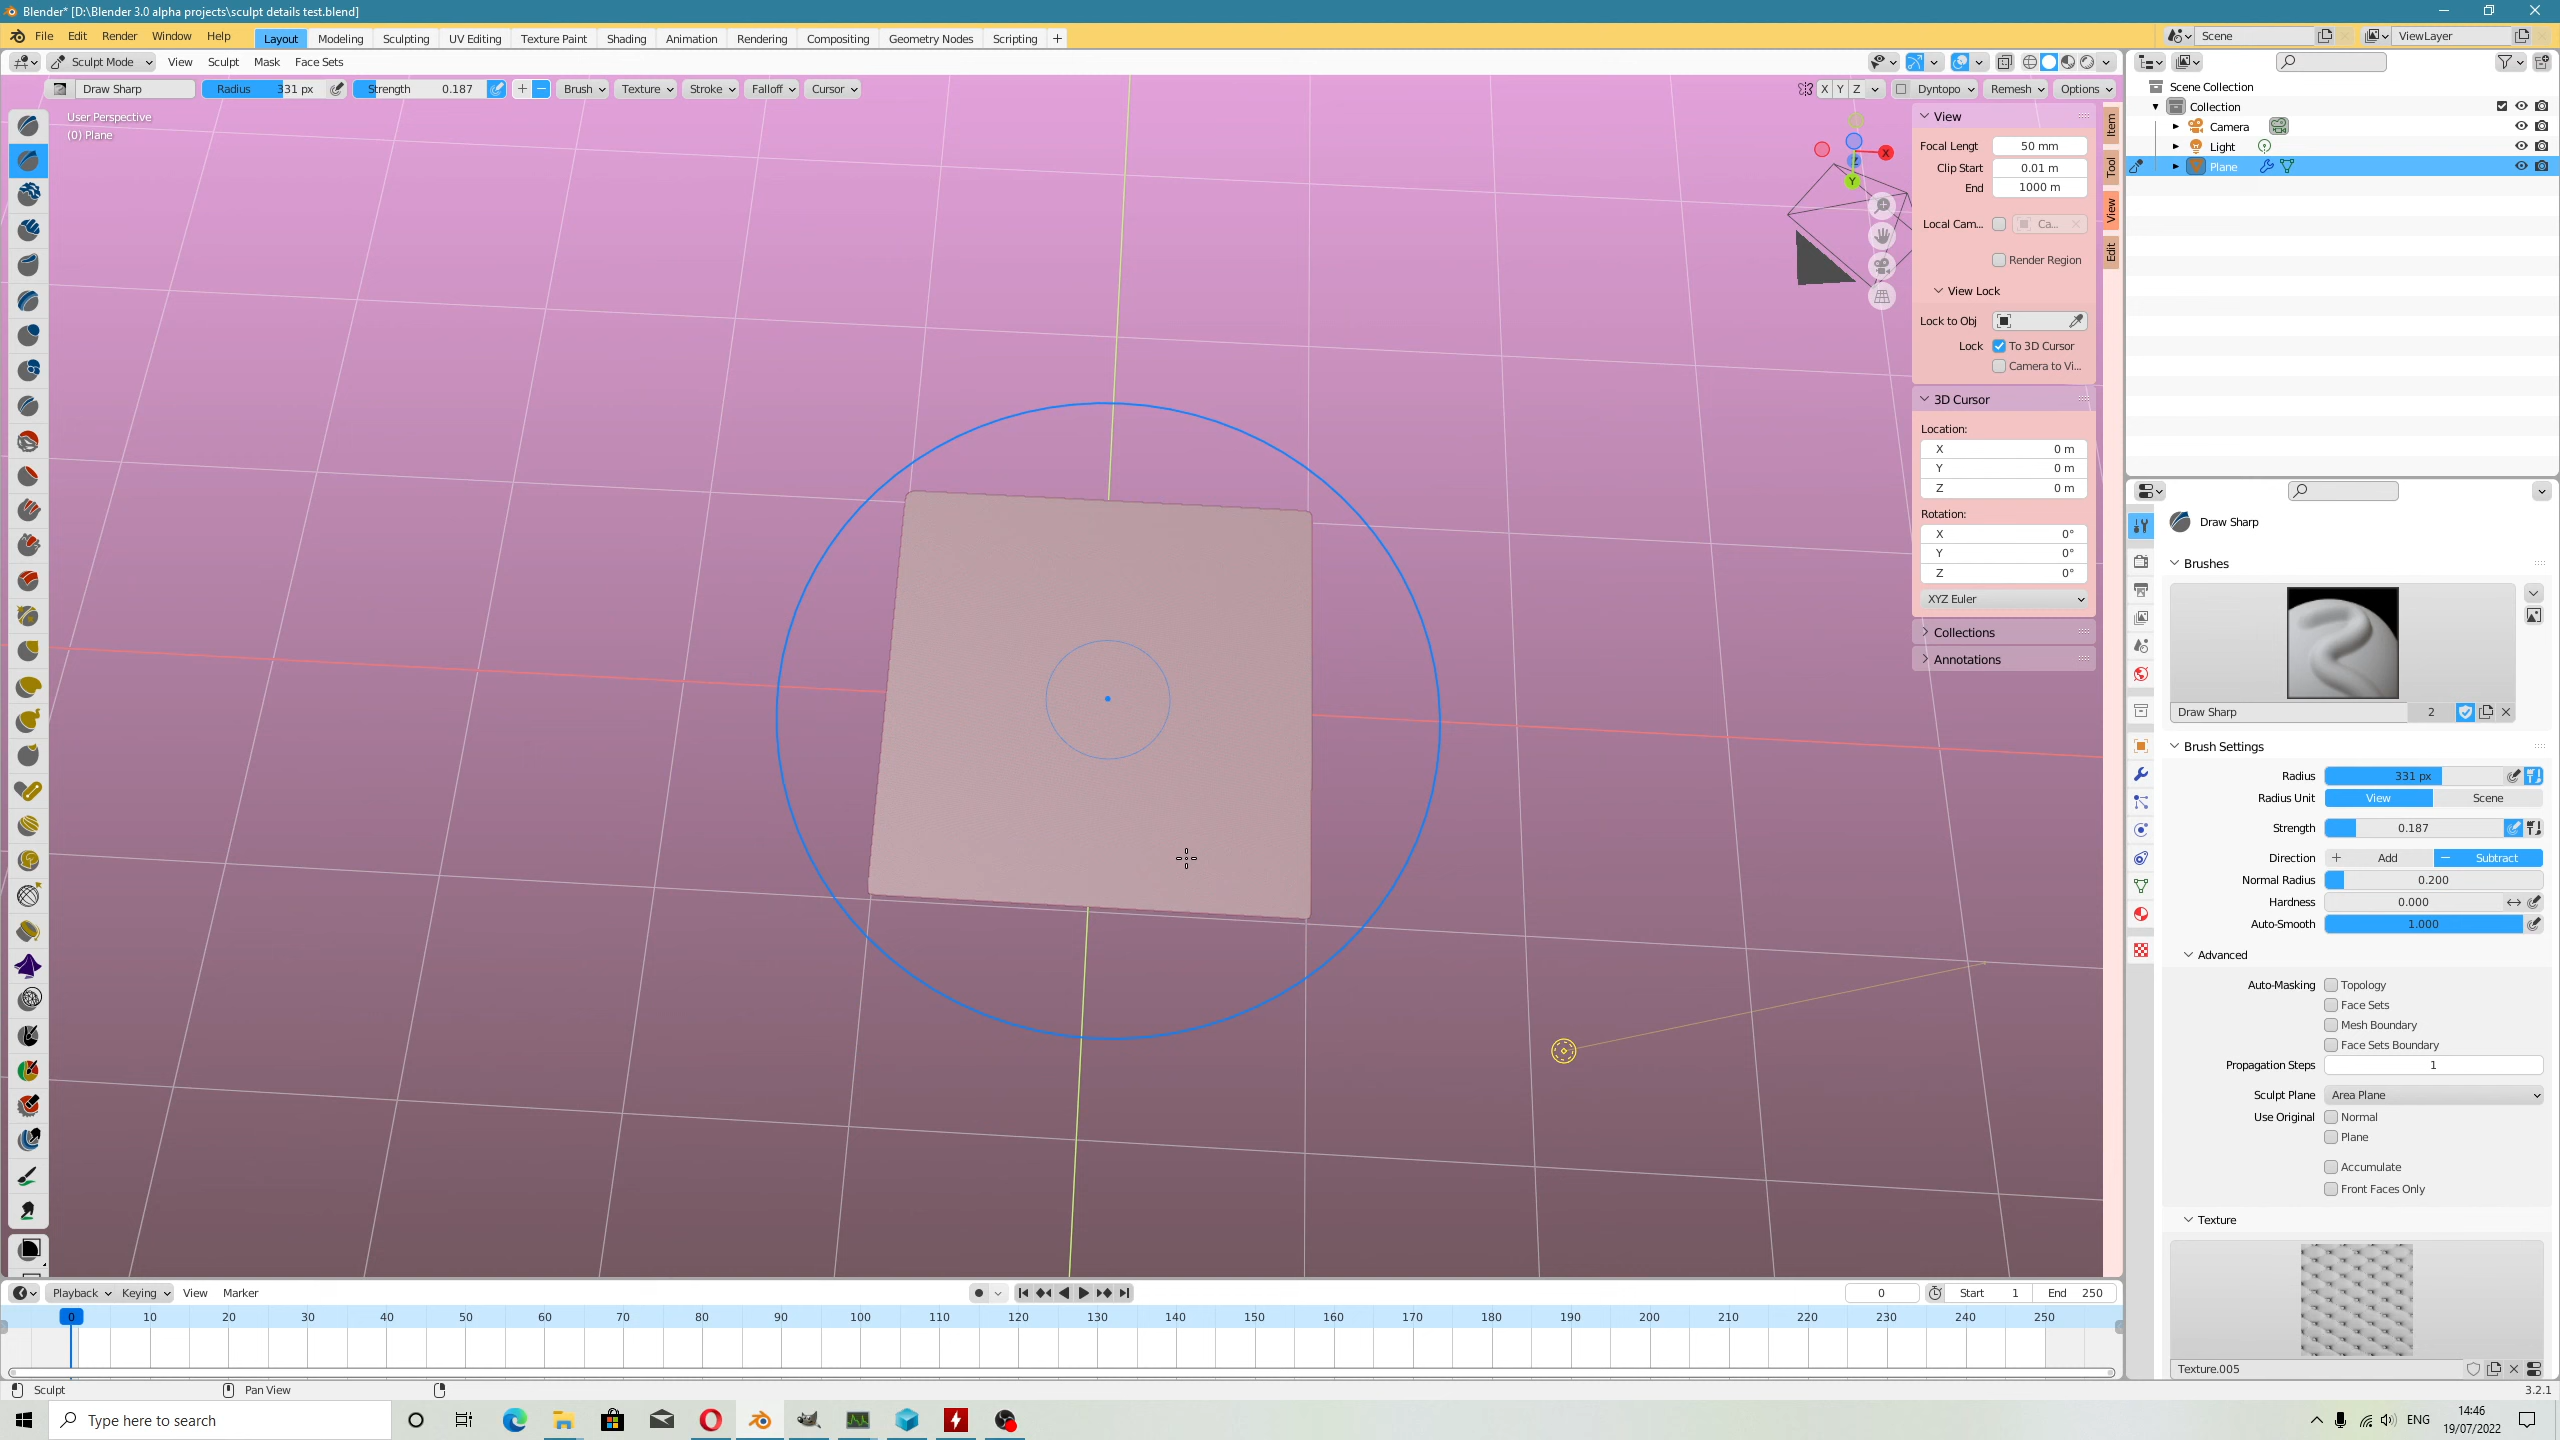 Blender* [D:\Blender 3.0 alpha projects\sculpt details test.blend]
File Edit Render Window Help Layout Modeling Sculpting UV Editing Texture Paint Shading Animation Rendering Compositing Geometry Nodes Scripting + Scene ViewLayer
Sculpt Mode View Sculpt Mask Face Sets
Draw Sharp Radius 331 px Strength 0.187 + − Brush Texture Stroke Falloff Cursor X Y Z Dyntopo Remesh Options
User Perspective
(0) Plane
X
Y
Z
View
Focal Lengt 50 mm
Clip Start 0.01 m
End 1000 m
Local Cam... Ca...
Render Region
View Lock
Lock to Obj
Lock To 3D Cursor
Camera to Vi...
3D Cursor
Location:
X 0 m
Y 0 m
Z 0 m
Rotation:
X 0°
Y 0°
Z 0°
XYZ Euler
Collections
Annotations
Item
Tool
View
Edit
Scene Collection
Collection
Camera
Light
Plane
Draw Sharp
Brushes
Draw Sharp 2
Brush Settings
Radius 331 px
Radius Unit View Scene
Strength 0.187
Direction + Add − Subtract
Normal Radius 0.200
Hardness 0.000
Auto-Smooth 1.000
Advanced
Auto-Masking Topology
Face Sets
Mesh Boundary
Face Sets Boundary
Propagation Steps 1
Sculpt Plane Area Plane
Use Original Normal
Plane
Accumulate
Front Faces Only
Texture
Texture.005
Playback Keying View Marker 0 Start 1 End 250
0 10 20 30 40 50 60 70 80 90 100 110 120 130 140 150 160 170 180 190 200 210 220 230 240 250
Sculpt Pan View 3.2.1
Type here to search ENG 14:46
19/07/2022